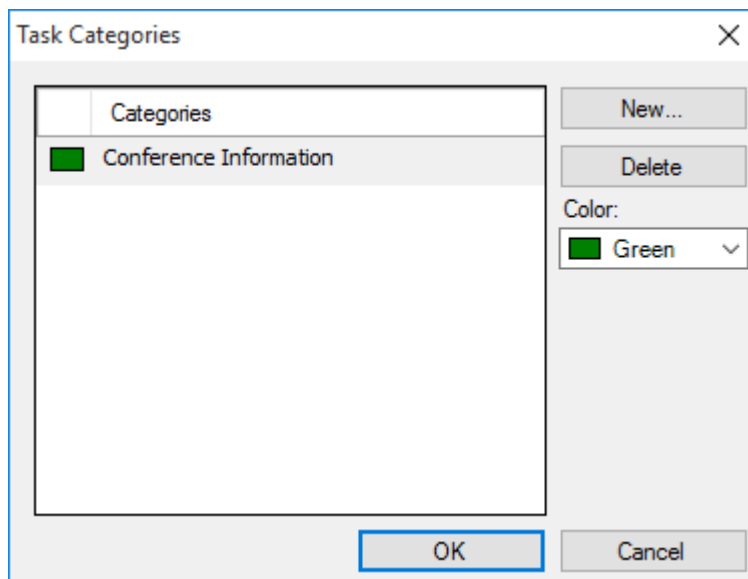 Task Categories
Categories
Conference Information
New...
Delete
Color:
Green
OK
Cancel